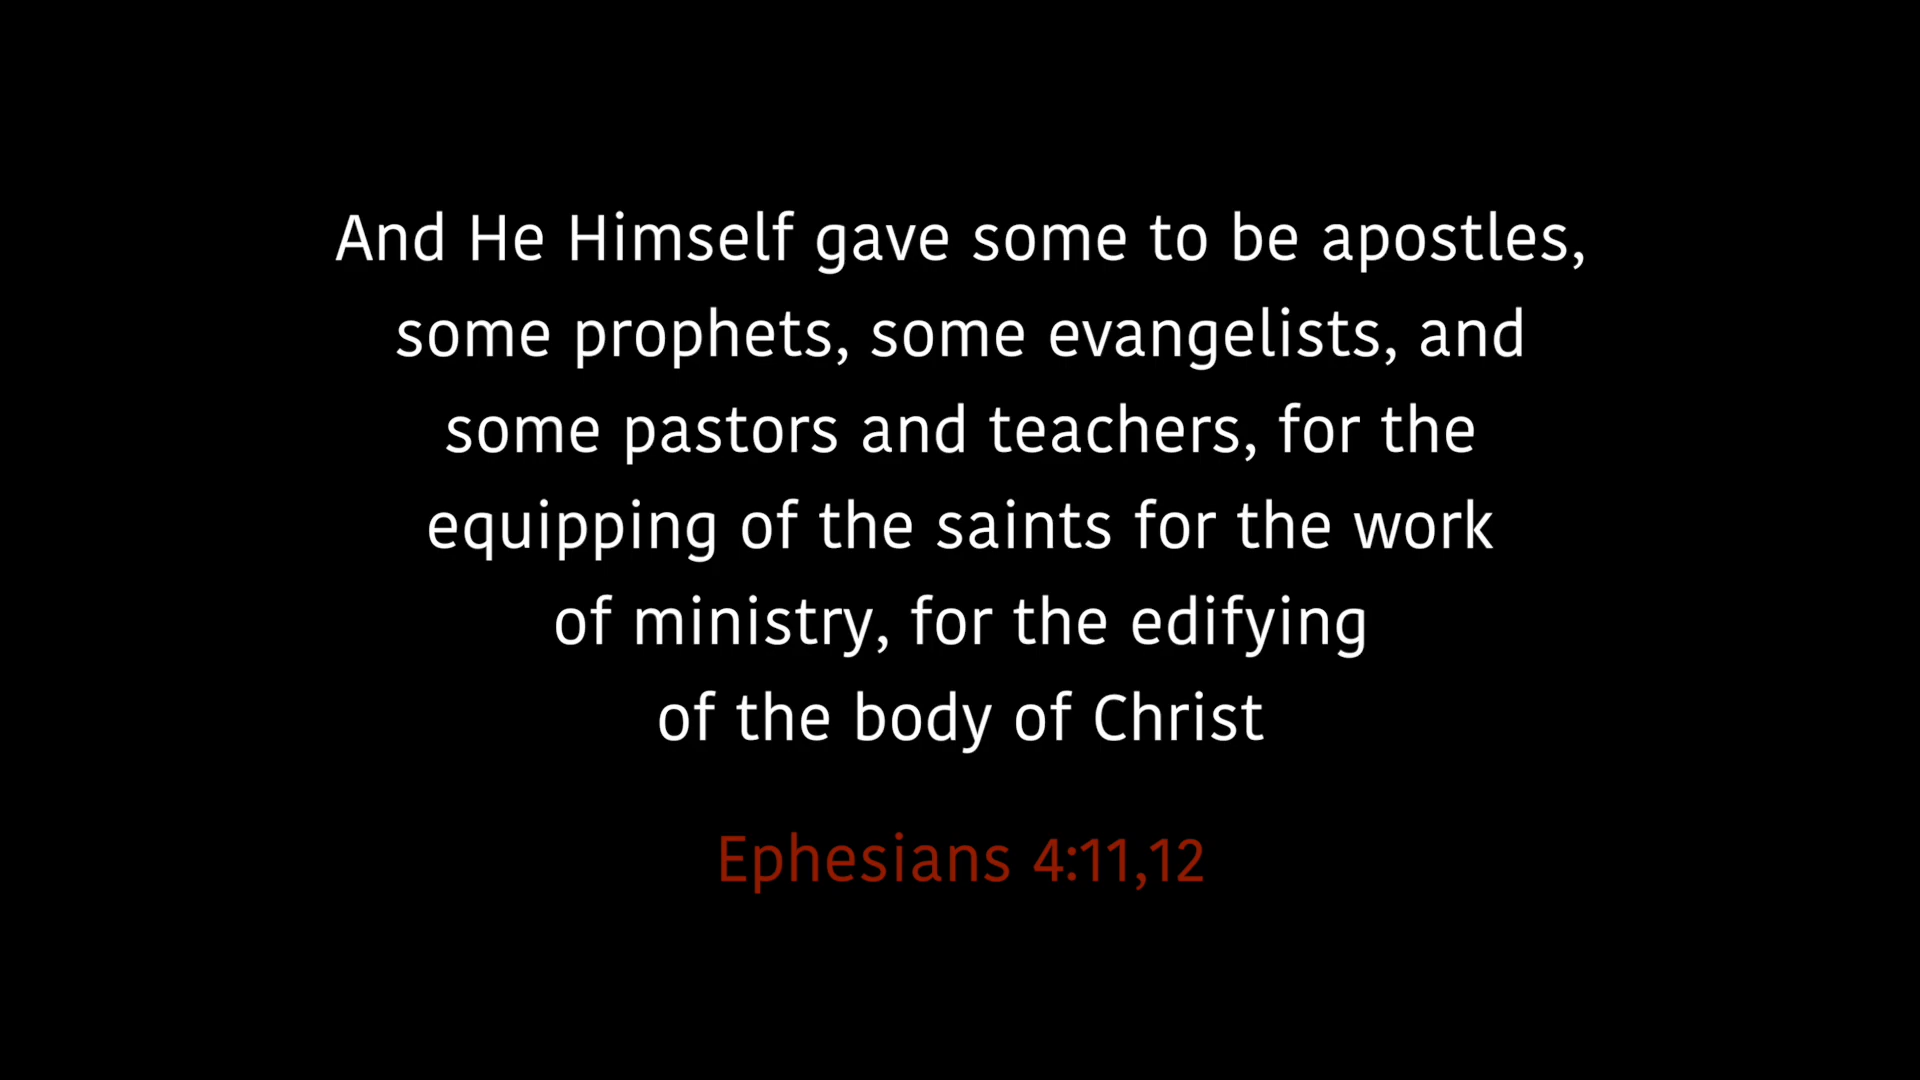 And He Himself gave some to be apostles,
some prophets, some evangelists, and
some pastors and teachers, for the
equipping of the saints for the work
of ministry, for the edifying
of the body of Christ
Ephesians 4:11,12